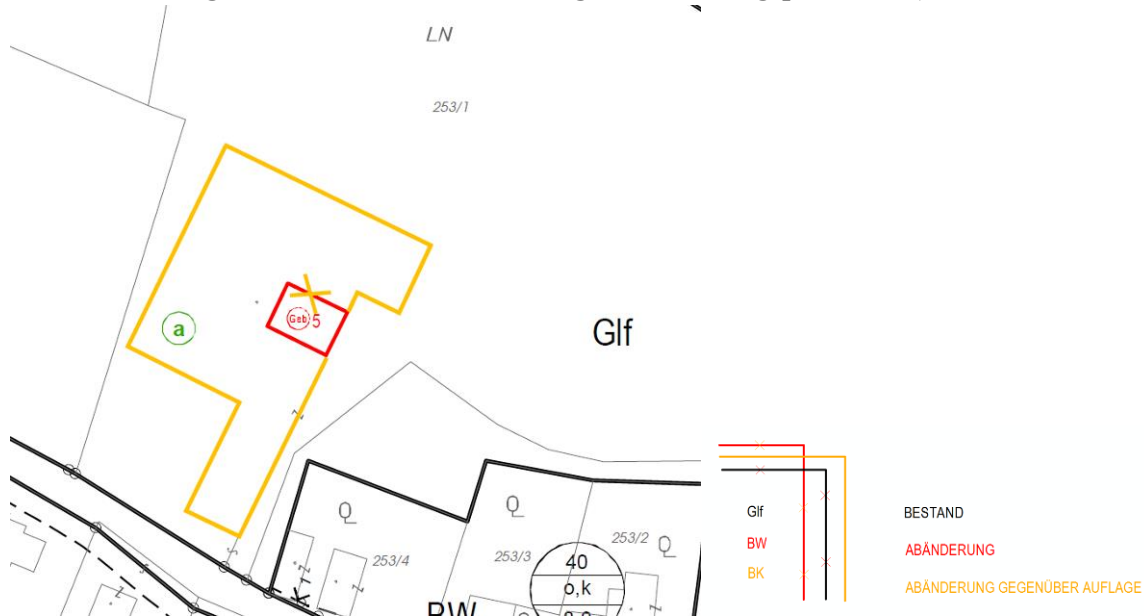 LN
253/1
Geb 5
a
Glf
253/4
253/3
253/2
40
o,k
BW
Glf BESTAND
BW ABÄNDERUNG
BK ABÄNDERUNG GEGENÜBER AUFLAGE